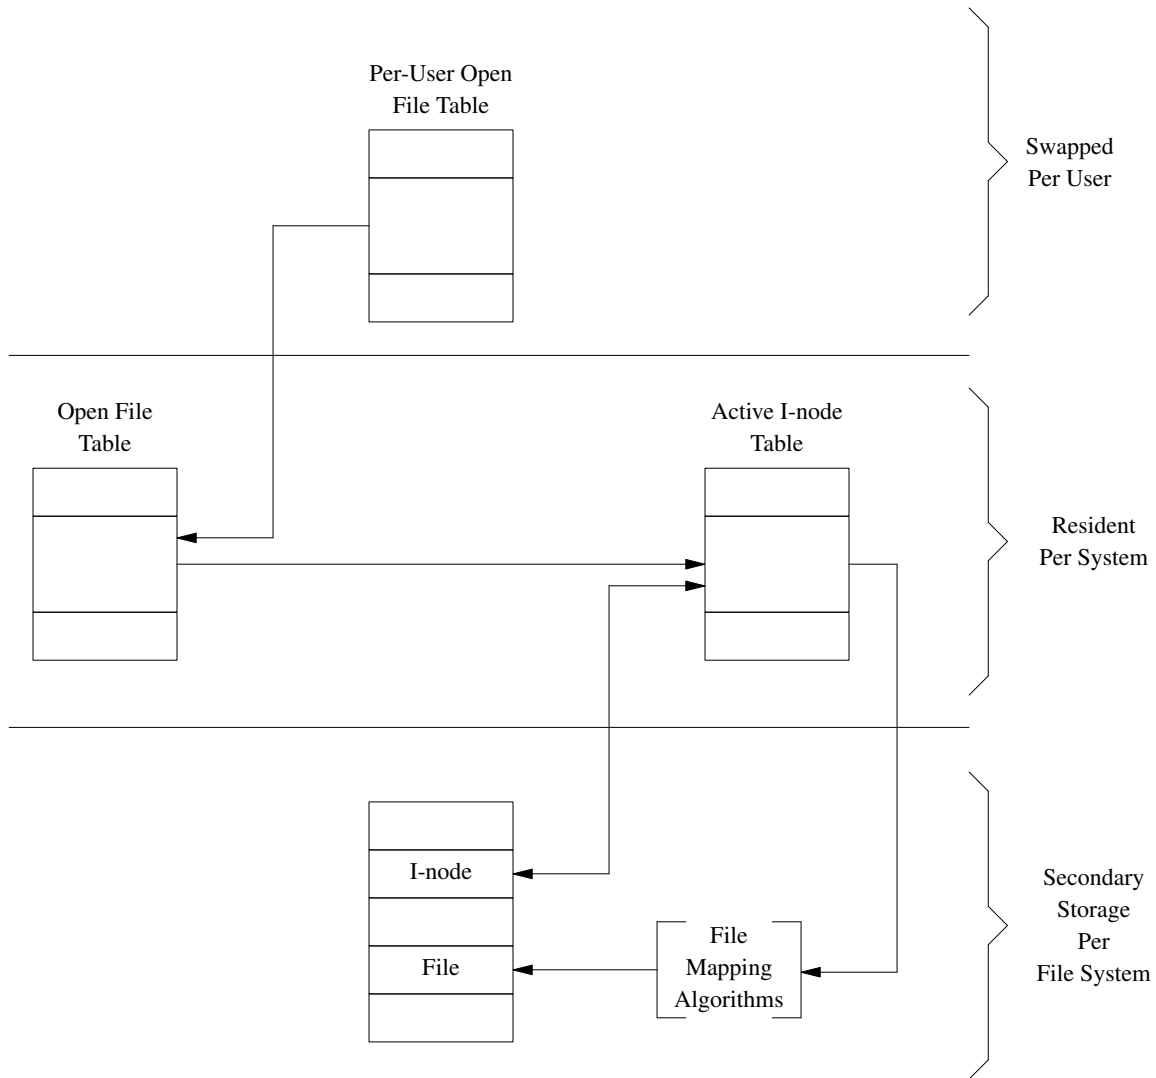 Per-User Open
File Table
Swapped
Per User
Open File
Table
Active I-node
Table
Resident
Per System
I-node
File
File
Mapping
Algorithms
Secondary
Storage
Per
File System